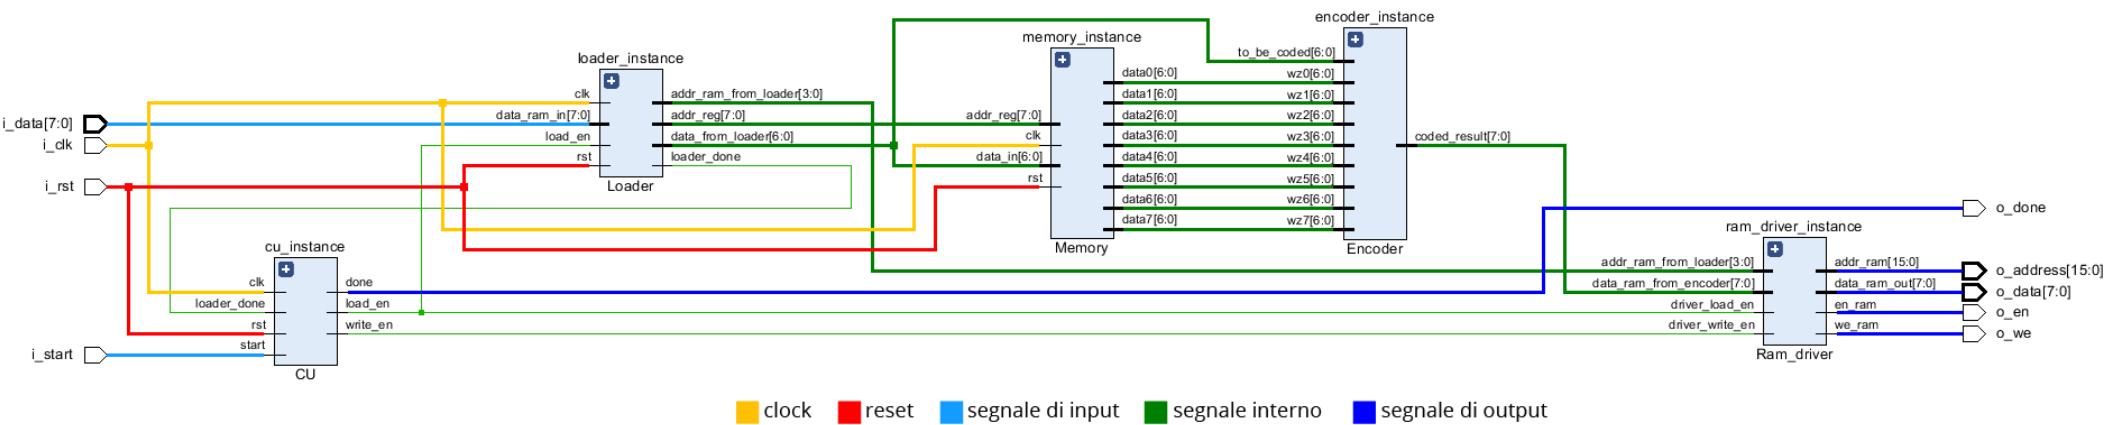 i_data[7:0]
i_clk
i_rst
i_start
cu_instance
clk
loader_done
rst
start
done
load_en
write_en
CU
loader_instance
clk
data_ram_in[7:0]
load_en
rst
addr_ram_from_loader[3:0]
addr_reg[7:0]
data_from_loader[6:0]
loader_done
Loader
memory_instance
addr_reg[7:0]
clk
data_in[6:0]
rst
data0[6:0]
data1[6:0]
data2[6:0]
data3[6:0]
data4[6:0]
data5[6:0]
data6[6:0]
data7[6:0]
Memory
encoder_instance
to_be_coded[6:0]
wz0[6:0]
wz1[6:0]
wz2[6:0]
wz3[6:0]
wz4[6:0]
wz5[6:0]
wz6[6:0]
wz7[6:0]
coded_result[7:0]
Encoder
ram_driver_instance
addr_ram_from_loader[3:0]
data_ram_from_encoder[7:0]
driver_load_en
driver_write_en
addr_ram[15:0]
data_ram_out[7:0]
en_ram
we_ram
Ram_driver
o_done
o_address[15:0]
o_data[7:0]
o_en
o_we
clock
reset
segnale di input
segnale interno
segnale di output